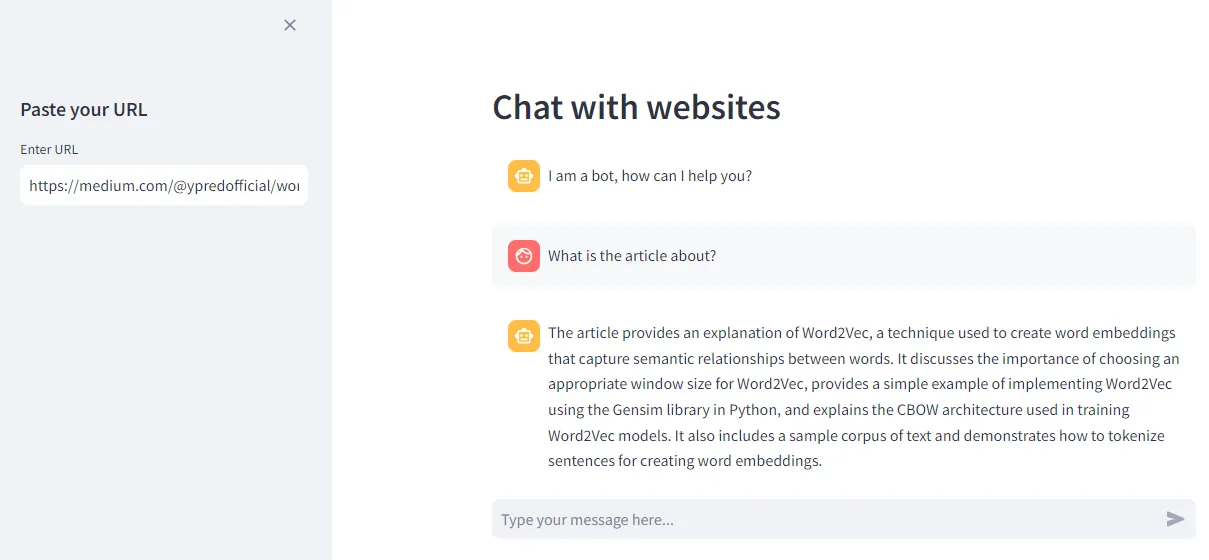 Paste your URL
Enter URL
https://medium.com/@ypredofficial/wor
Chat with websites
I am a bot, how can I help you?
What is the article about?
The article provides an explanation of Word2Vec, a technique used to create word embeddings
that capture semantic relationships between words. It discusses the importance of choosing an
appropriate window size for Word2Vec, provides a simple example of implementing Word2Vec
using the Gensim library in Python, and explains the CBOW architecture used in training
Word2Vec models. It also includes a sample corpus of text and demonstrates how to tokenize
sentences for creating word embeddings.
Type your message here...